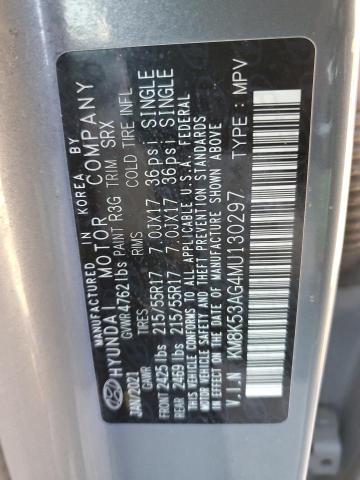 MANUFACTURED IN KOREA BY
HYUNDAI MOTOR COMPANY
JAN/2021 GVWR 4762 lbs PAINT R3G TRIM SRX
GAWR TIRES RIMS COLD TIRE INFL
FRONT 2425 lbs 215/55R17 7.0JX17 36psi SINGLE
REAR 2469 lbs 215/55R17 7.0JX17 36psi SINGLE
THIS VEHICLE CONFORMS TO ALL APPLICABLE U.S.A. FEDERAL
MOTOR VEHICLE SAFETY, BUMPER, AND THEFT PREVENTION STANDARDS
IN EFFECT ON THE DATE OF MANUFACTURE SHOWN ABOVE.
V.I.N : KM8K53AG4MU130297 TYPE : MPV